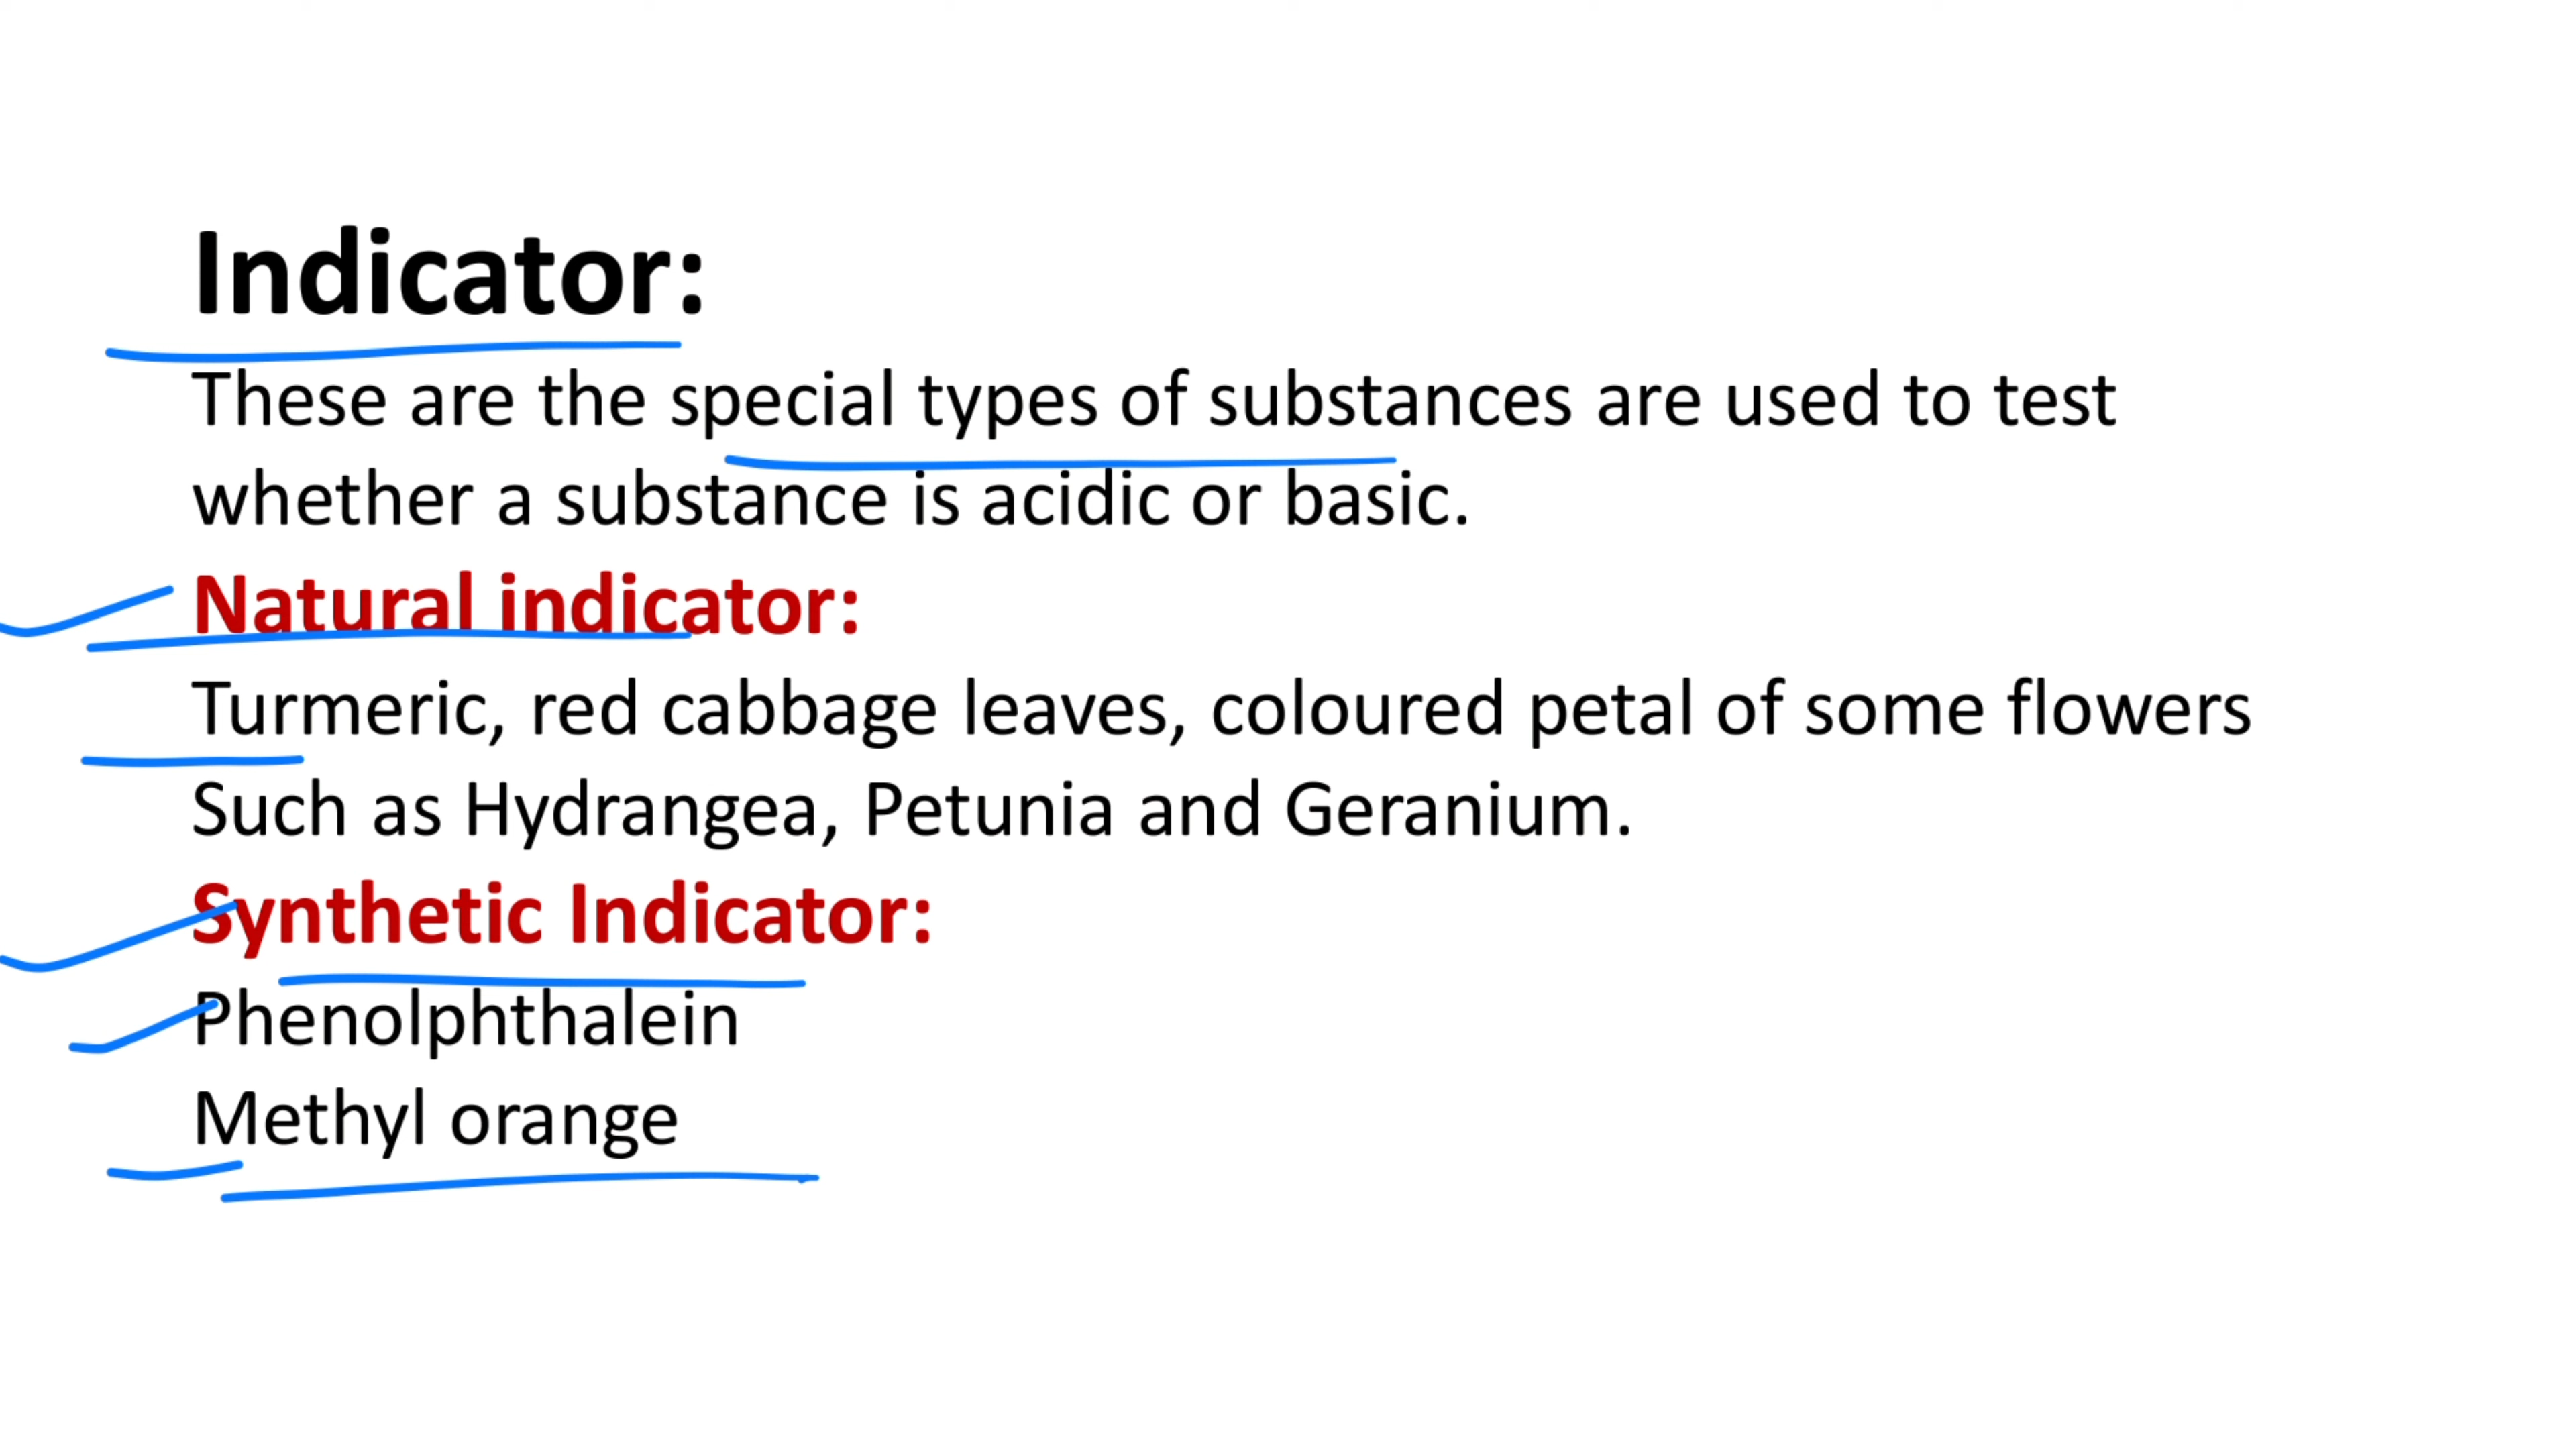 Indicator:
These are the special types of substances are used to test
whether a substance is acidic or basic.
Natural indicator:
Turmeric, red cabbage leaves, coloured petal of some flowers
Such as Hydrangea, Petunia and Geranium.
Synthetic Indicator:
Phenolphthalein
Methyl orange